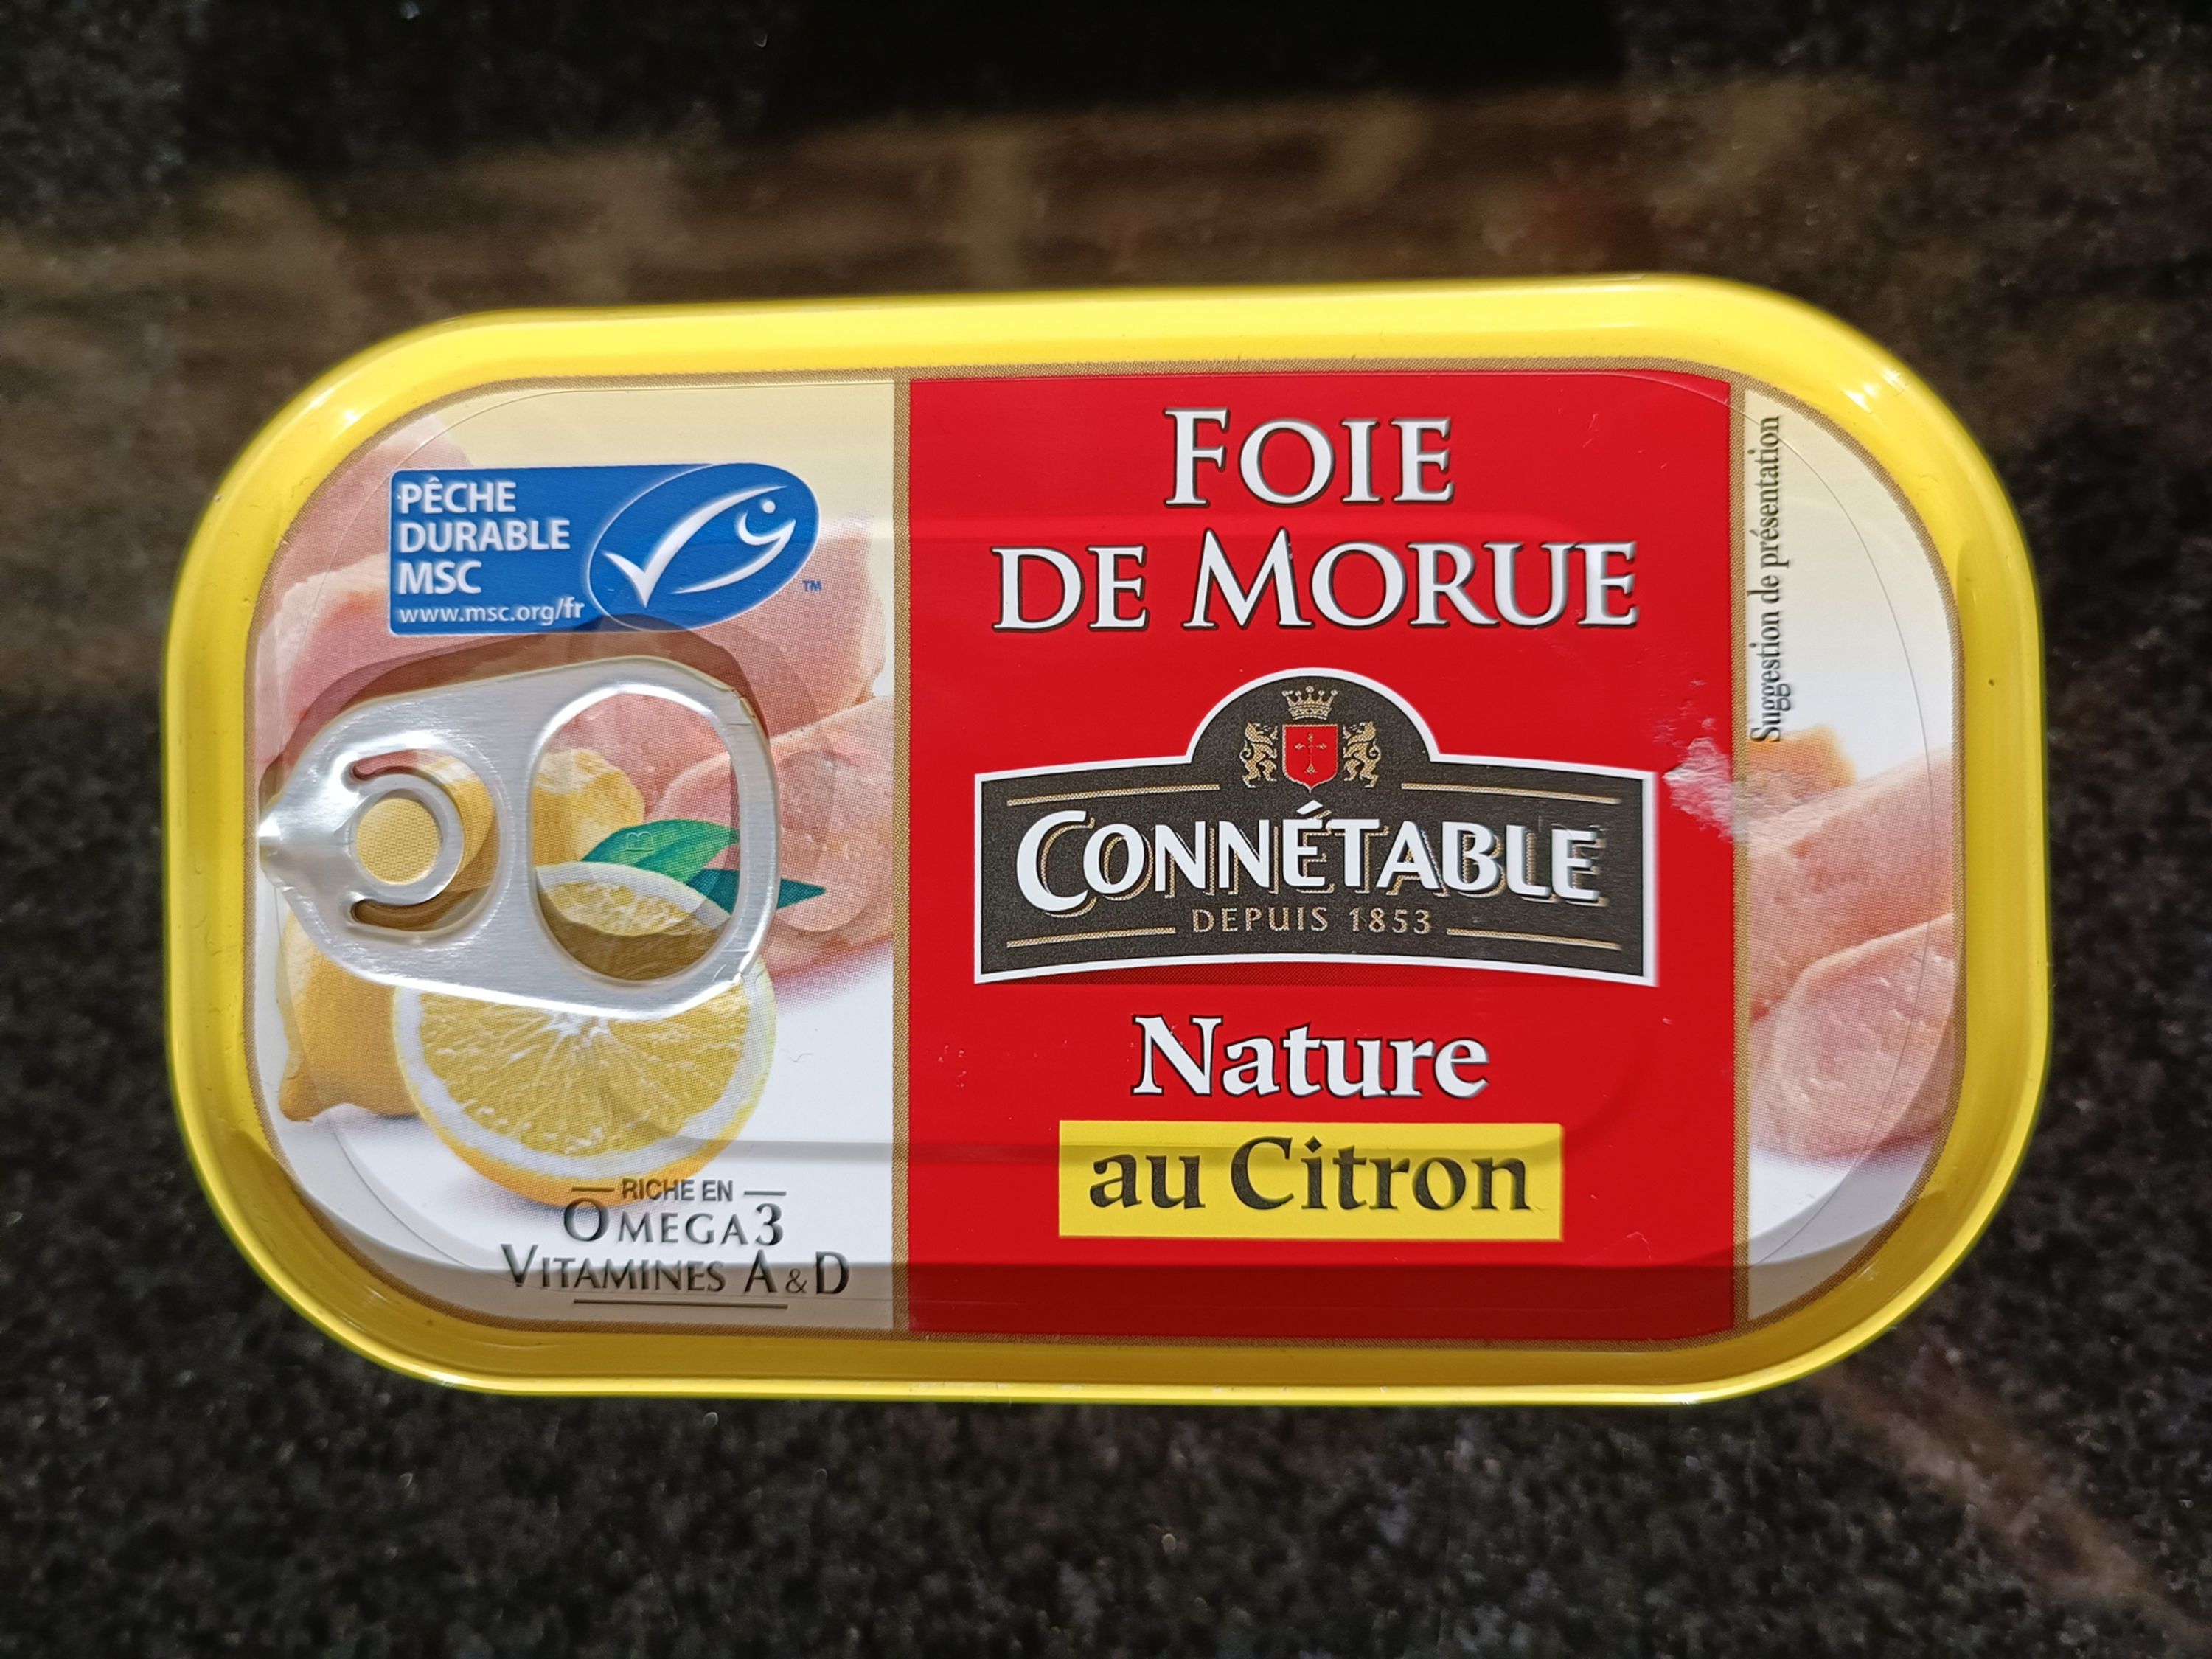 PÊCHE
DURABLE
MSC
www.msc.org/fr
TM
RICHE EN
OMEGA3
VITAMINES A & D
FOIE
DE MORUE
CONNÉTABLE
DEPUIS 1853
Nature
au Citron
Suggestion de présentation